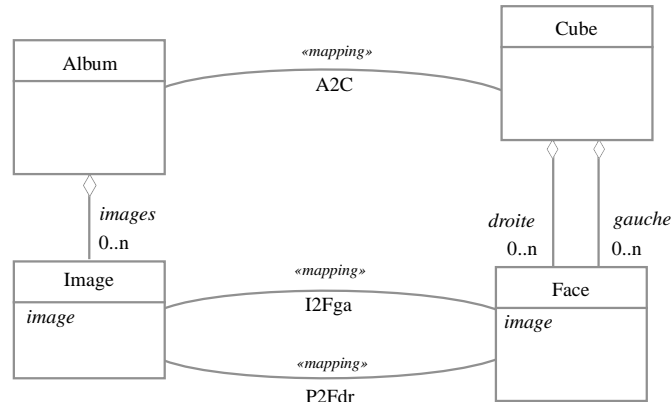 Cube
«mapping»
Album
A2C
images
droite
gauche
0..n
0..n
0..n
«mapping»
Image
Face
I2Fga
image
image
«mapping»
P2Fdr